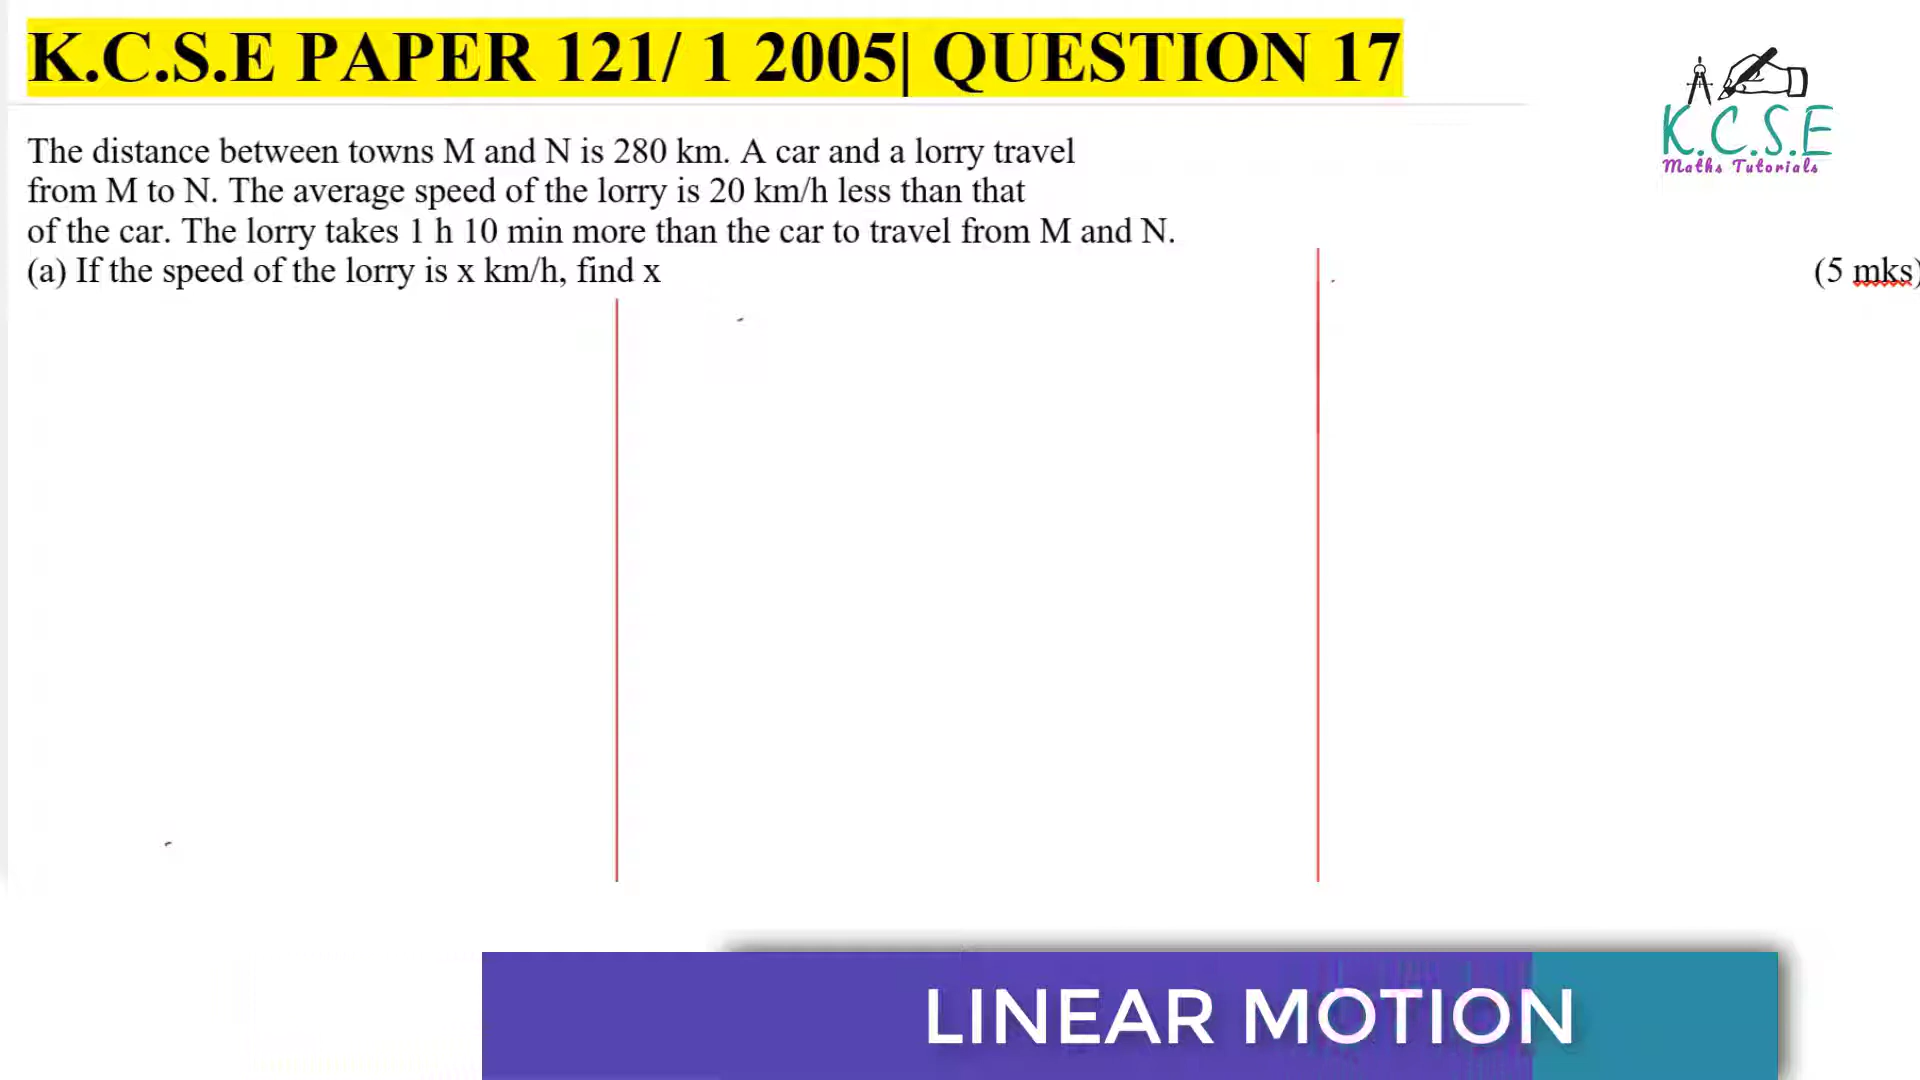 K.C.S.E PAPER 121/ 1 2005| QUESTION 17
K.C.S.E
Maths Tutorials
The distance between towns M and N is 280 km. A car and a lorry travel
from M to N. The average speed of the lorry is 20 km/h less than that
of the car. The lorry takes 1 h 10 min more than the car to travel from M and N.
(a) If the speed of the lorry is x km/h, find x (5 mks)
LINEAR MOTION